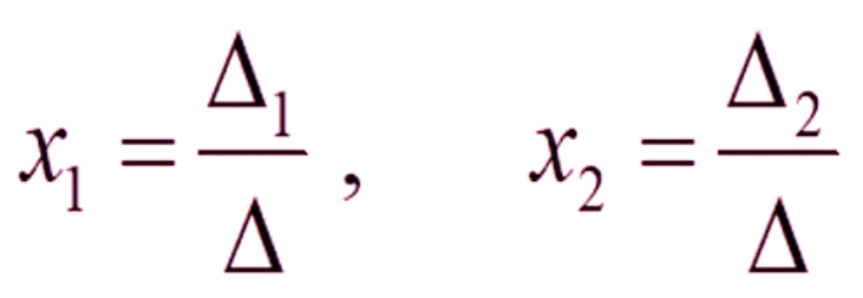 x₁ = Δ₁/Δ , x₂ = Δ₂/Δ